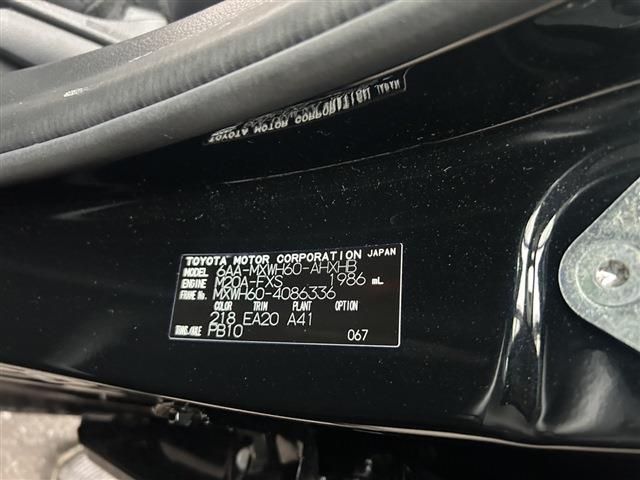 TOYOTA MOTOR CORPORATION JAPAN
MODEL 6AA-MXWH60-AHXHB
ENGINE M20A-FXS 1986 mL
FRAME No. MXWH60-4086336
COLOR TRIM PLANT OPTION
218 EA20 A41
TRANS./AXLE PB10 067